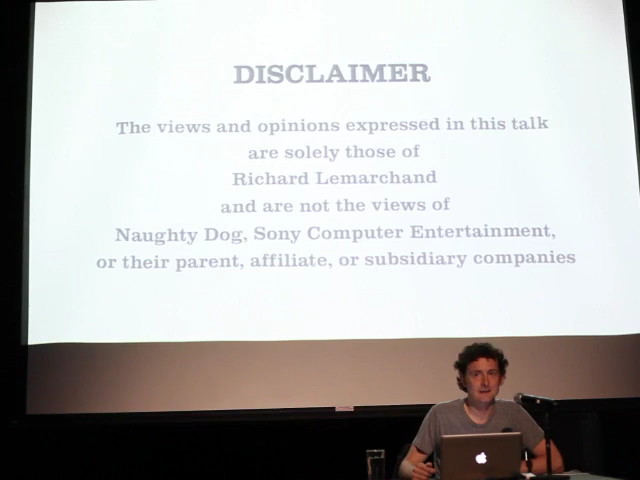 DISCLAIMER
The views and opinions expressed in this talk
are solely those of
Richard Lemarchand
and are not the views of
Naughty Dog, Sony Computer Entertainment,
or their parent, affiliate, or subsidiary companies